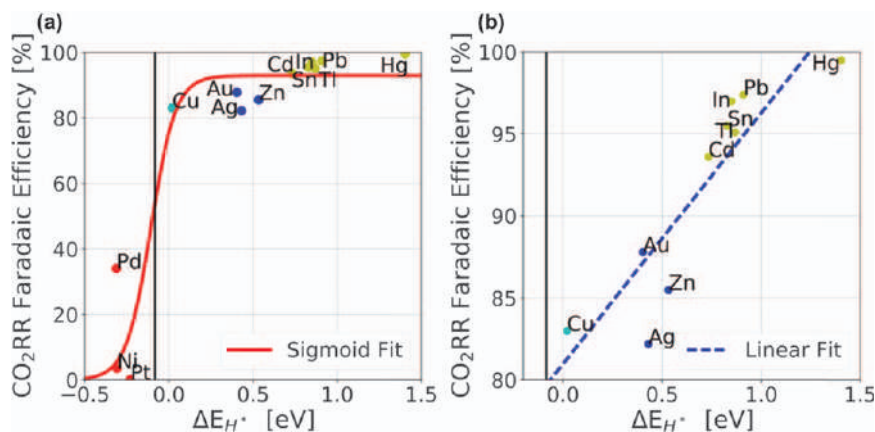 (a)
CO₂RR Faradaic Efficiency [%]
100
80
60
40
20
0
Cd In Pb Hg
Sn Tl
Cu Au Zn
Ag
Pd
Ni
Pt
Sigmoid Fit
−0.5 0.0 0.5 1.0 1.5
ΔE_H* [eV]
(b)
CO₂RR Faradaic Efficiency [%]
100
95
90
85
80
Hg
Pb
In
Sn
Tl
Cd
Au
Zn
Cu
Ag
Linear Fit
0.0 0.5 1.0 1.5
ΔE_H* [eV]